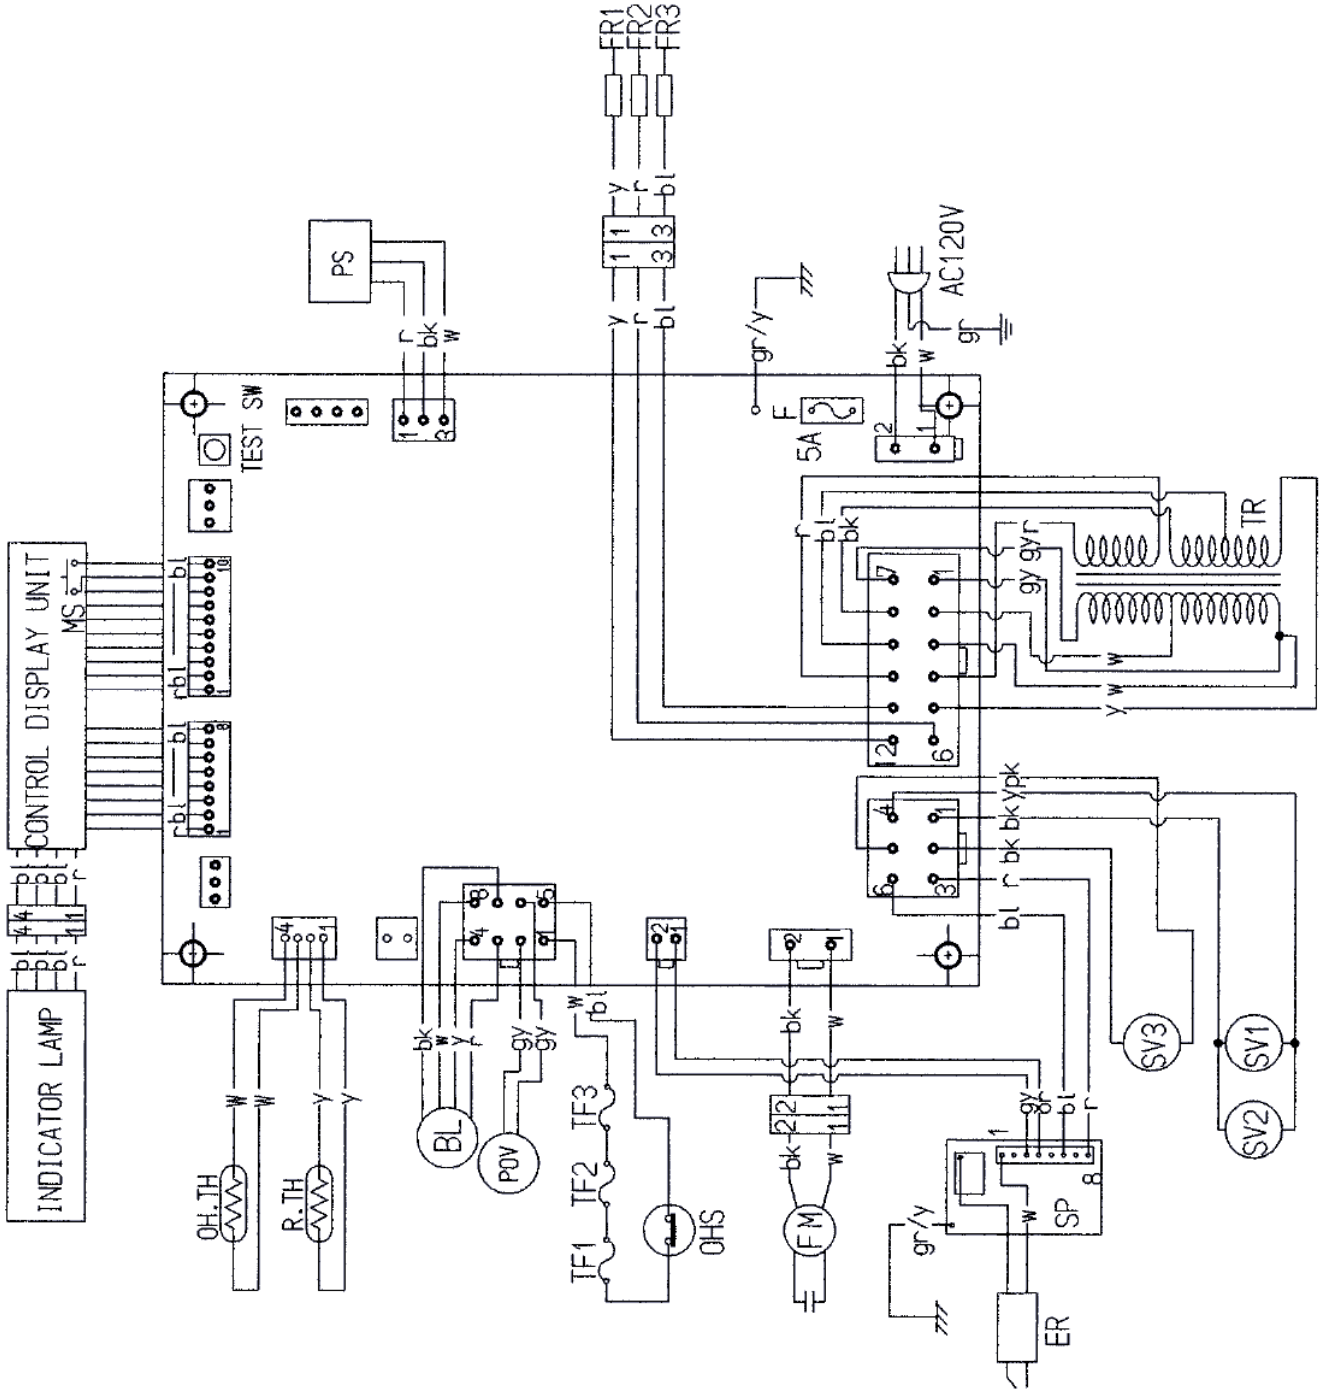 FR1
FR2
FR3
y
r
bl
1
3
1
3
y
r
bl
PS
r
bk
w
1
3
TEST SW
CONTROL DISPLAY UNIT
MS
bl
rbl
10
1
bl
rbl
8
1
bl
bl
bl
r
4
4
1
1
bl
bl
bl
r
INDICATOR LAMP
gr/y
F
5A
bk
w
gr
AC120V
2
1
r
bl
bk
7
1
2
6
gy
gy
r
TR
w
w
y
4
1
6
3
pk
y
bk
bk
r
bl
4
1
8
5
4
1
2
1
2
1
OH.TH
w
w
R.TH
y
y
bk
w
y
r
BL
gy
gy
POV
w
bl
TF1
TF2
TF3
OHS
bk
w
2
2
1
1
bk
w
FM
SV3
SV1
SV2
gy
or
bl
r
1
8
SP
w
gr/y
ER